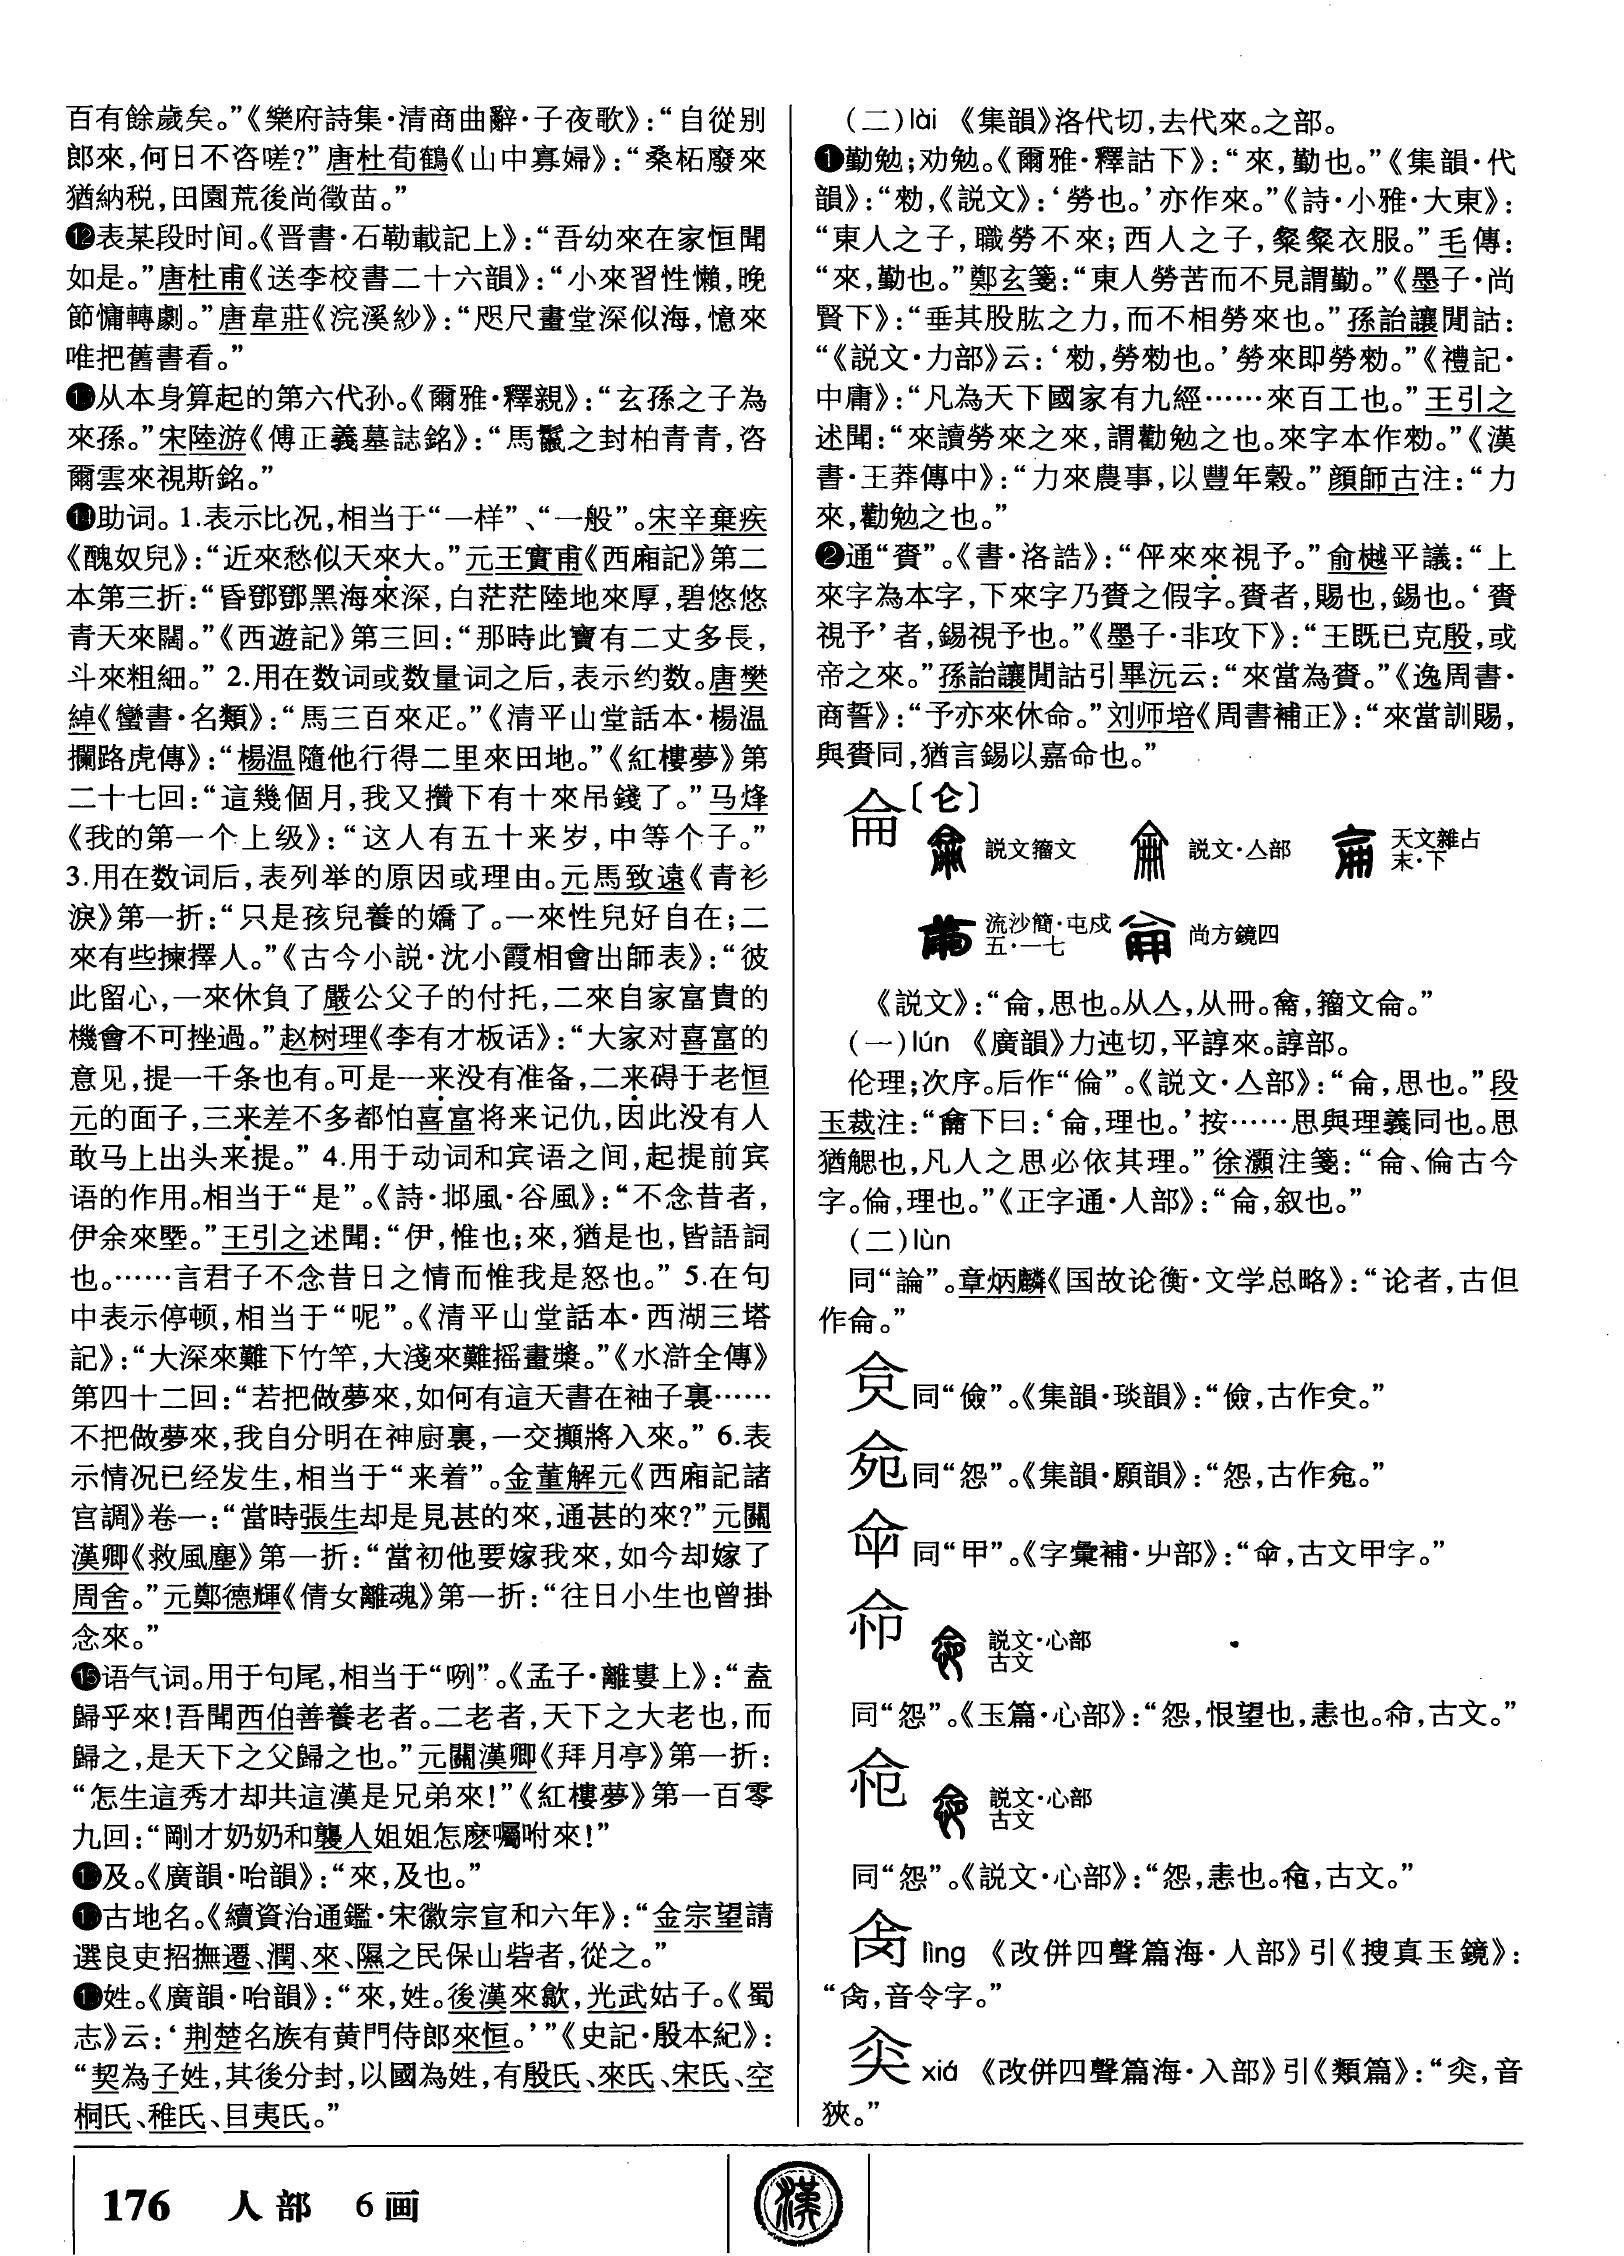 百有餘歲矣。”《樂府詩集·清商曲辭·子夜歌》：“自從别
郎來，何日不咨嗟？”唐杜荀鶴《山中寡婦》：“桑柘廢來
猶納税，田園荒後尚徵苗。”
⓬表某段时间。《晋書·石勒載記上》：“吾幼來在家恒聞
如是。”唐杜甫《送李校書二十六韻》：“小來習性懶，晚
節慵轉劇。”唐韋莊《浣溪紗》：“咫尺畫堂深似海，憶來
唯把舊書看。”
⓭从本身算起的第六代孙。《爾雅·釋親》：“玄孫之子為
來孫。”宋陸游《傅正義墓誌銘》：“馬鬣之封柏青青，咨
爾雲來視斯銘。”
⓮助词。1.表示比况，相当于“一样”、“一般”。宋辛棄疾
《醜奴兒》：“近來愁似天來大。”元王實甫《西廂記》第二
本第三折：“昏鄧鄧黑海來深，白茫茫陸地來厚，碧悠悠
青天來闊。”《西遊記》第三回：“那時此寶有二丈多長，
斗來粗細。”2.用在数词或数量词之后，表示约数。唐樊
綽《蠻書·名類》：“馬三百來疋。”《清平山堂話本·楊温
攔路虎傳》：“楊温隨他行得二里來田地。”《紅樓夢》第
二十七回：“這幾個月，我又攢下有十來吊錢了。”马烽
《我的第一个上级》：“这人有五十来岁，中等个子。”
3.用在数词后，表列举的原因或理由。元馬致遠《青衫
淚》第一折：“只是孩兒養的嬌了。一來性兒好自在；二
來有些揀擇人。”《古今小説·沈小霞相會出師表》：“彼
此留心，一來休負了嚴公父子的付托，二來自家富貴的
機會不可挫過。”赵树理《李有才板话》：“大家对喜富的
意见，提一千条也有。可是一来没有准备，二来碍于老恒
元的面子，三来差不多都怕喜富将来记仇，因此没有人
敢马上出头来提。”4.用于动词和宾语之间，起提前宾
语的作用。相当于“是”。《詩·邶風·谷風》：“不念昔者，
伊余來塈。”王引之述聞：“伊，惟也；來，猶是也，皆語詞
也。……言君子不念昔日之情而惟我是怒也。”5.在句
中表示停顿，相当于“呢”。《清平山堂話本·西湖三塔
記》：“大深來難下竹竿，大淺來難摇畫槳。”《水滸全傳》
第四十二回：“若把做夢來，如何有這天書在袖子裏……
不把做夢來，我自分明在神厨裏，一交攧將入來。”6.表
示情况已经发生，相当于“来着”。金董解元《西廂記諸
宫調》卷一：“當時張生却是見甚的來，通甚的來？”元關
漢卿《救風塵》第一折：“當初他要嫁我來，如今却嫁了
周舍。”元鄭德輝《倩女離魂》第一折：“往日小生也曾掛
念來。”
⓯语气词。用于句尾，相当于“咧”。《孟子·離婁上》：“盍
歸乎來！吾聞西伯善養老者。二老者，天下之大老也，而
歸之，是天下之父歸之也。”元關漢卿《拜月亭》第一折：
“怎生這秀才却共這漢是兄弟來！”《紅樓夢》第一百零
九回：“剛才奶奶和襲人姐姐怎麽囑咐來！”
⓰及。《廣韻·咍韻》：“來，及也。”
⓱古地名。《續資治通鑑·宋徽宗宣和六年》：“金宗望請
選良吏招撫遷、潤、來、隰之民保山砦者，從之。”
⓲姓。《廣韻·咍韻》：“來，姓。後漢來歙，光武姑子。《蜀
志》云：‘荆楚名族有黄門侍郎來恒。’”《史記·殷本紀》：
“契為子姓，其後分封，以國為姓，有殷氏、來氏、宋氏、空
桐氏、稚氏、目夷氏。”
（二）lài 《集韻》洛代切，去代來。之部。
❶勤勉；劝勉。《爾雅·釋詁下》：“來，勤也。”《集韻·代
韻》：“勑，《説文》：‘勞也。’亦作來。”《詩·小雅·大東》：
“東人之子，職勞不來；西人之子，粲粲衣服。”毛傳：
“來，勤也。”鄭玄箋：“東人勞苦而不見謂勤。”《墨子·尚
賢下》：“垂其股肱之力，而不相勞來也。”孫詒讓閒詁：
“《説文·力部》云：‘勑，勞勑也。’勞來即勞勑。”《禮記·
中庸》：“凡為天下國家有九經……來百工也。”王引之
述聞：“來讀勞來之來，謂勸勉之也。來字本作勑。”《漢
書·王莽傳中》：“力來農事，以豐年穀。”顔師古注：“力
來，勸勉之也。”
❷通“賚”。《書·洛誥》：“伻來來視予。”俞樾平議：“上
來字為本字，下來字乃賚之假字。賚者，賜也，錫也。‘賚
視予’者，錫視予也。”《墨子·非攻下》：“王既已克殷，或
帝之來。”孫詒讓閒詁引畢沅云：“來當為賚。”《逸周書·
商誓》：“予亦來休命。”刘师培《周書補正》：“來當訓賜，
與賚同，猶言錫以嘉命也。”
侖〔仑〕
説文籀文 説文·亼部 天文雜占
末·下
流沙簡·屯戍
五·一七 尚方鏡四
《説文》：“侖，思也。从亼，从冊。籀文侖。”
（一）lún 《廣韻》力迍切，平諄來。諄部。
伦理；次序。后作“倫”。《説文·亼部》：“侖，思也。”段
玉裁注：“龠下曰：‘侖，理也。’按……思與理義同也。思
猶䚡也，凡人之思必依其理。”徐灝注箋：“侖、倫古今
字。倫，理也。”《正字通·人部》：“侖，叙也。”
（二）lùn
同“論”。章炳麟《国故论衡·文学总略》：“论者，古但
作侖。”
同“儉”。《集韻·琰韻》：“儉，古作。”
同“怨”。《集韻·願韻》：“怨，古作。”
同“甲”。《字彙補·屮部》：“，古文甲字。”
説文·心部
古文
同“怨”。《玉篇·心部》：“怨，恨望也，恚也。，古文。”
説文·心部
古文
同“怨”。《説文·心部》：“怨，恚也。，古文。”
lìng 《改併四聲篇海·人部》引《搜真玉鏡》：
“，音令字。”
xiá 《改併四聲篇海·入部》引《類篇》：“，音
狹。”
176 人部 6画
漢